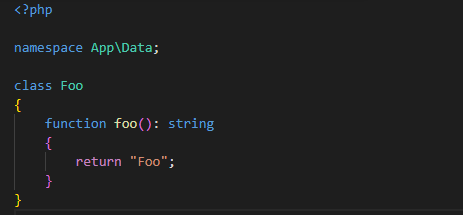 <?php
namespace App\Data;
class Foo
{
function foo(): string
{
return "Foo";
}
}